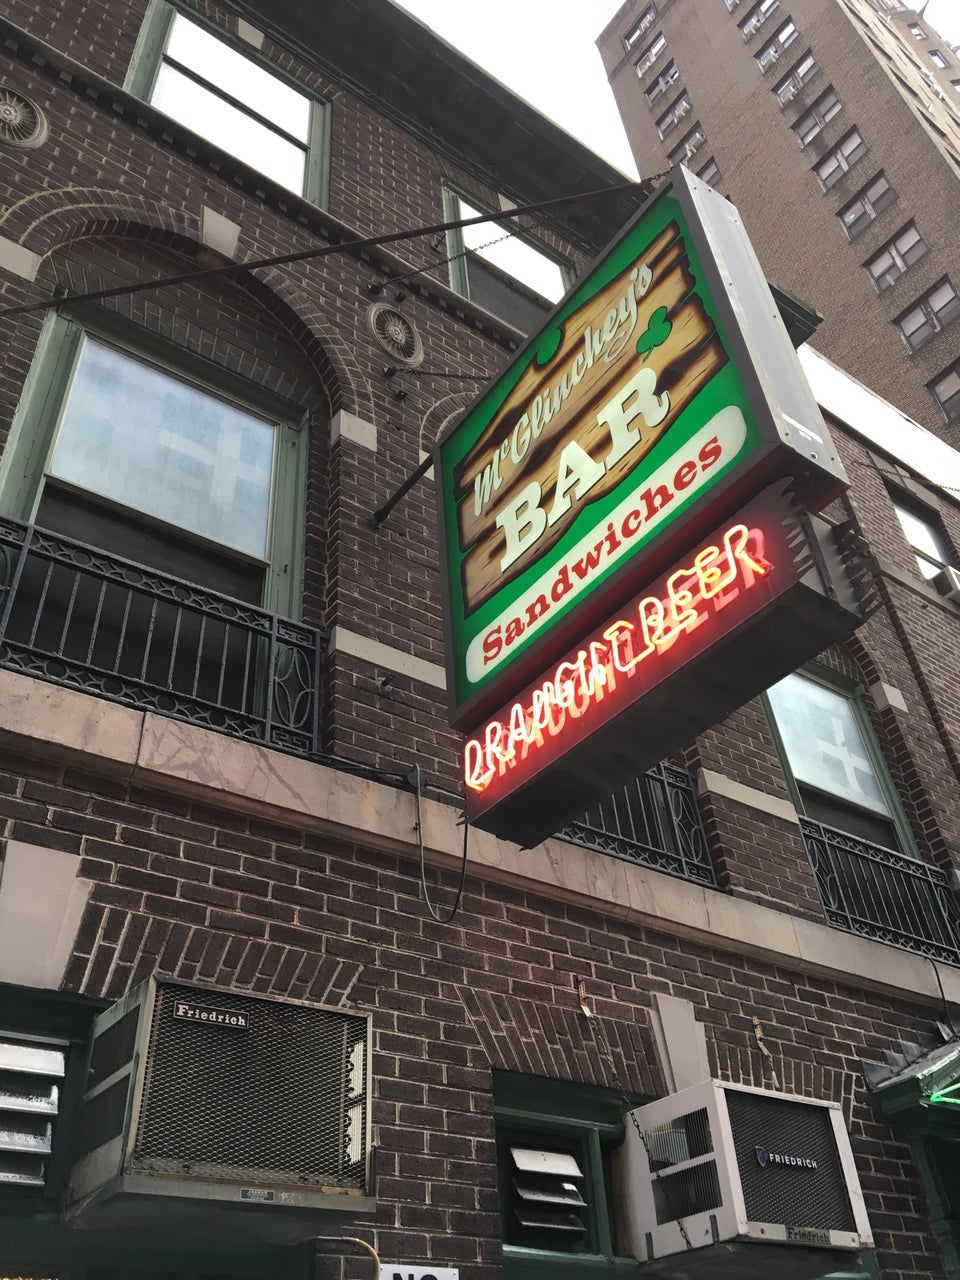 McGlinchey's
BAR
Sandwiches
DRAUGHT BEER
Friedrich
FRIEDRICH
Friedrich
NO